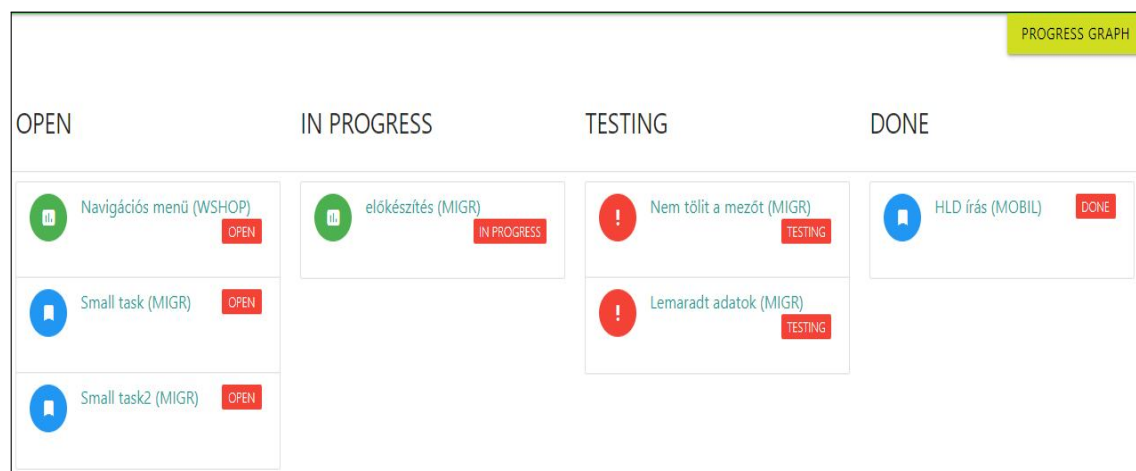 PROGRESS GRAPH
OPEN
Navigációs menü (WSHOP)
OPEN
Small task (MIGR)
OPEN
Small task2 (MIGR)
OPEN
IN PROGRESS
előkészítés (MIGR)
IN PROGRESS
TESTING
Nem tölit a mezőt (MIGR)
TESTING
Lemaradt adatok (MIGR)
TESTING
DONE
HLD írás (MOBIL)
DONE